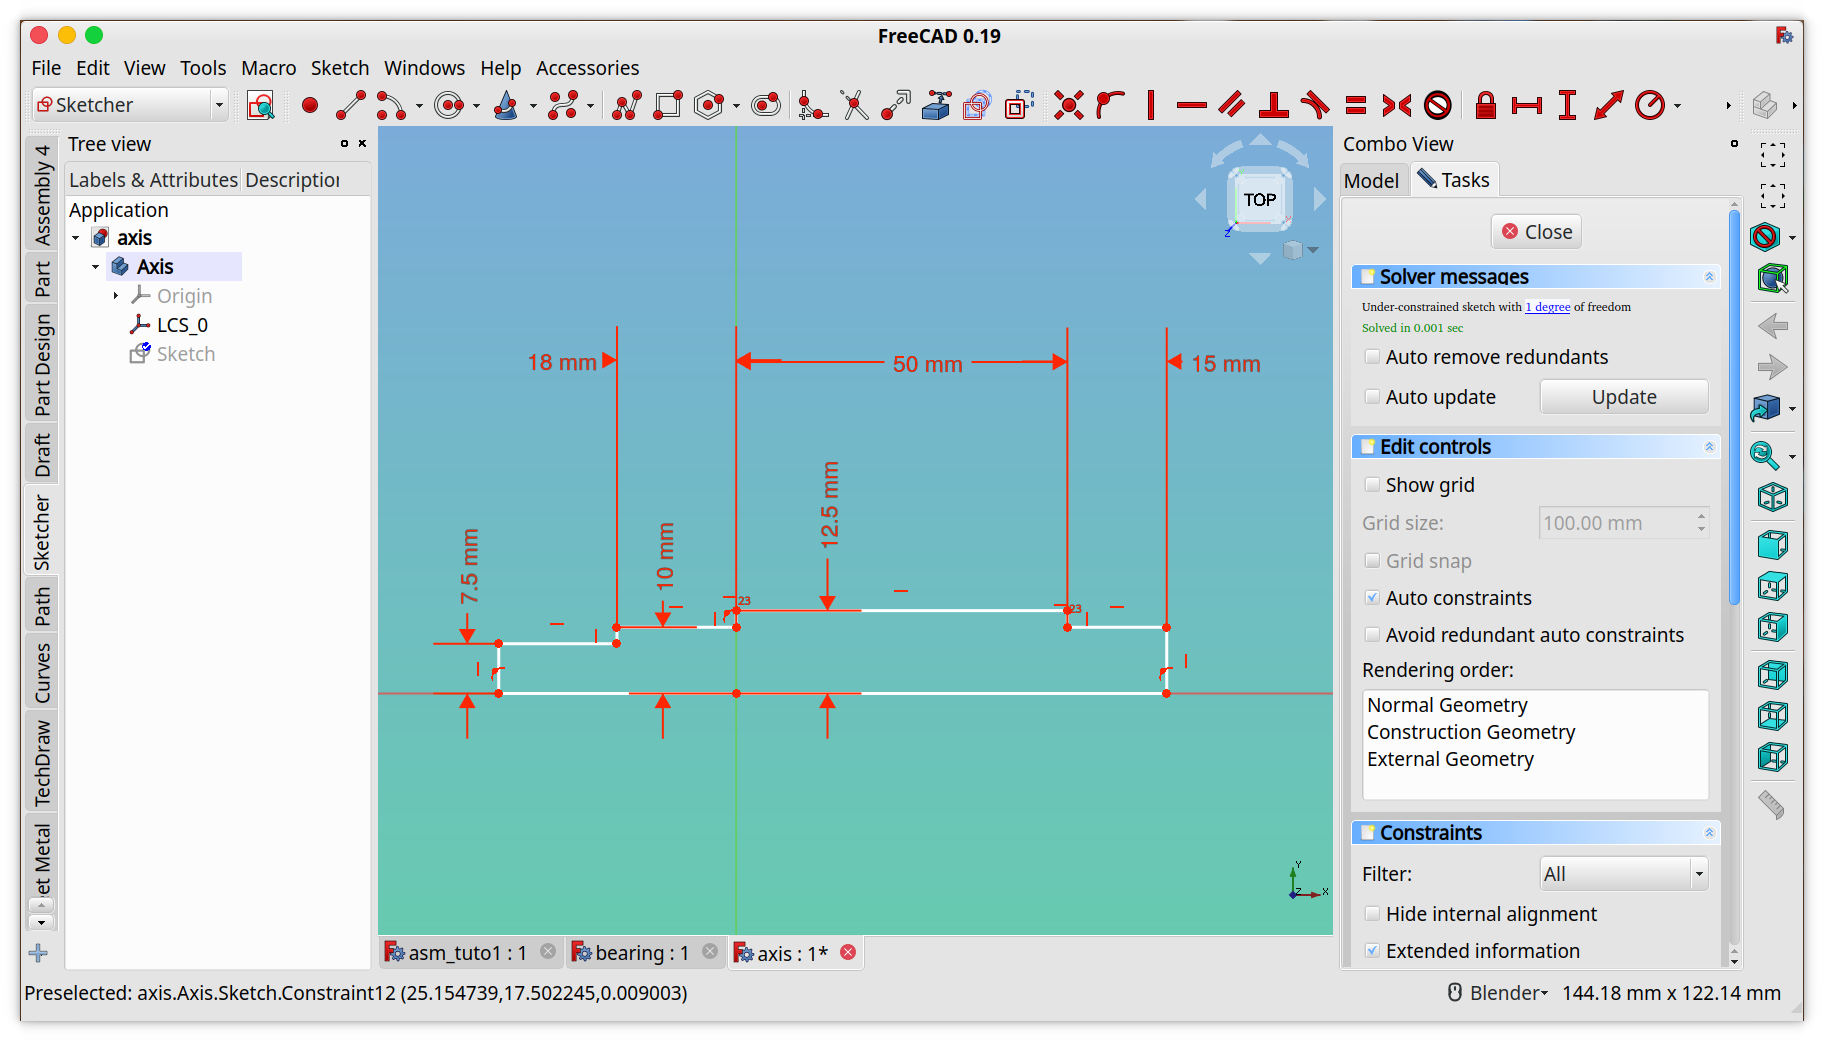 FreeCAD 0.19
File Edit View Tools Macro Sketch Windows Help Accessories
Sketcher
Assembly 4
Part
Part Design
Draft
Sketcher
Path
Curves
TechDraw
et Metal
Tree view
Labels & Attributes Description
Application
axis
Axis
Origin
LCS_0
Sketch
TOP
Z
18 mm
50 mm
15 mm
7.5 mm
10 mm
12.5 mm
23
23
Y
Z X
asm_tuto1 : 1
bearing : 1
axis : 1*
Combo View
Model Tasks
Close
Solver messages
Under-constrained sketch with 1 degree of freedom
Solved in 0.001 sec
Auto remove redundants
Auto update Update
Edit controls
Show grid
Grid size: 100.00 mm
Grid snap
Auto constraints
Avoid redundant auto constraints
Rendering order:
Normal Geometry
Construction Geometry
External Geometry
Constraints
Filter: All
Hide internal alignment
Extended information
Preselected: axis.Axis.Sketch.Constraint12 (25.154739,17.502245,0.009003)
Blender 144.18 mm x 122.14 mm